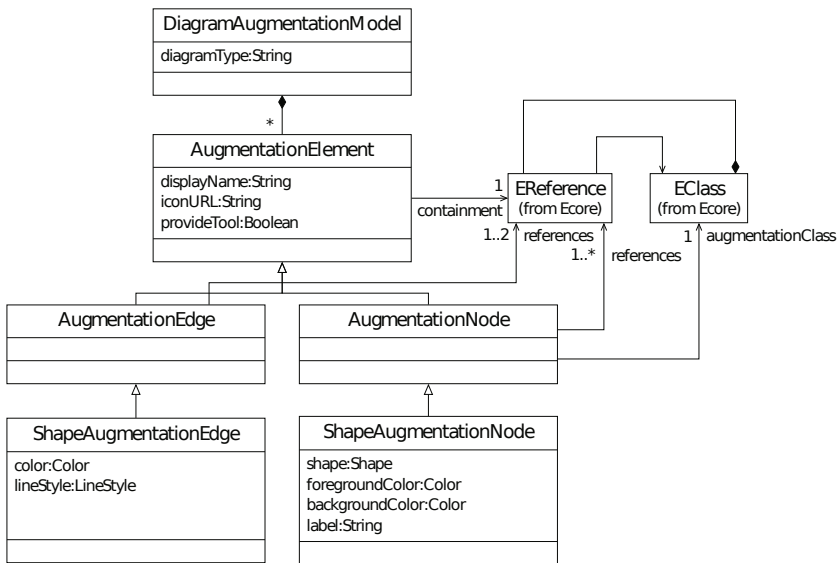 DiagramAugmentationModel
diagramType:String
*
AugmentationElement
displayName:String
iconURL:String
provideTool:Boolean
1
containment
EReference
(from Ecore)
EClass
(from Ecore)
1..2
references
1..*
references
1
augmentationClass
AugmentationEdge
AugmentationNode
ShapeAugmentationEdge
color:Color
lineStyle:LineStyle
ShapeAugmentationNode
shape:Shape
foregroundColor:Color
backgroundColor:Color
label:String